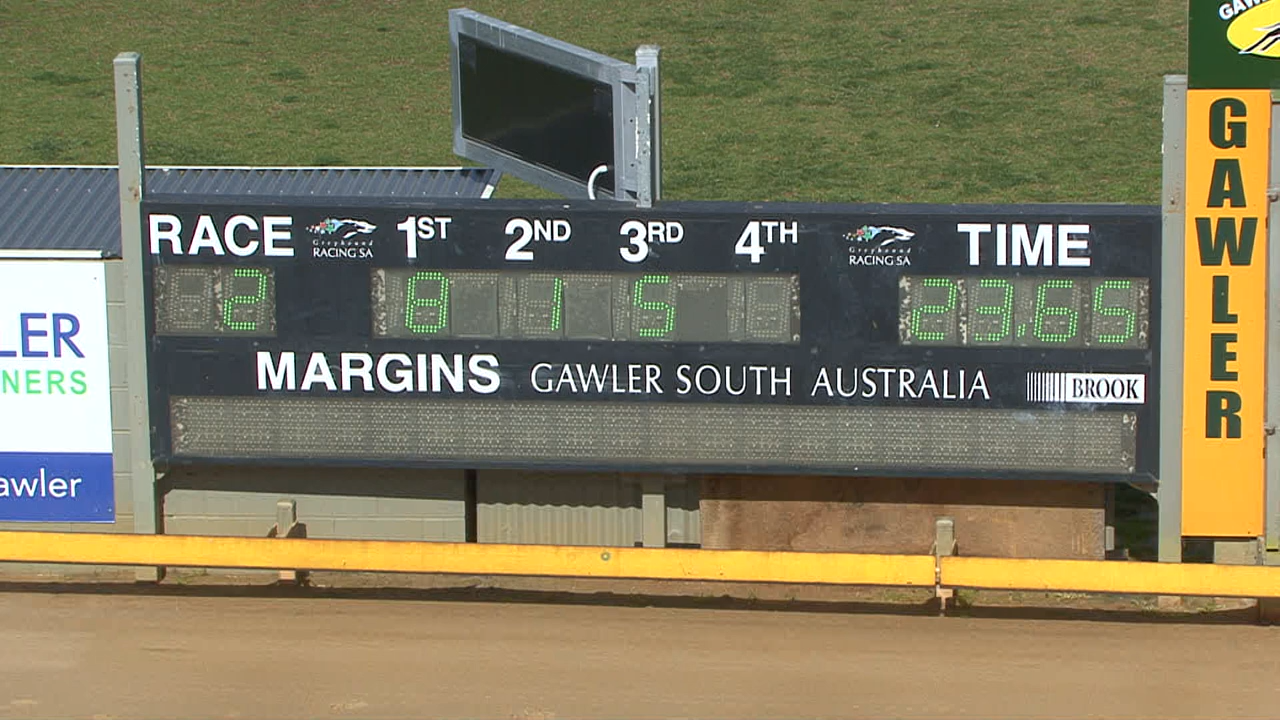 GAW
RACE
Greyhound
RACING SA
1ST
2ND
3RD
4TH
Greyhound
RACING SA
TIME
2
8
1
5
23.65
MARGINS
GAWLER SOUTH AUSTRALIA
BROOK
LER
NERS
awler
GAWLER